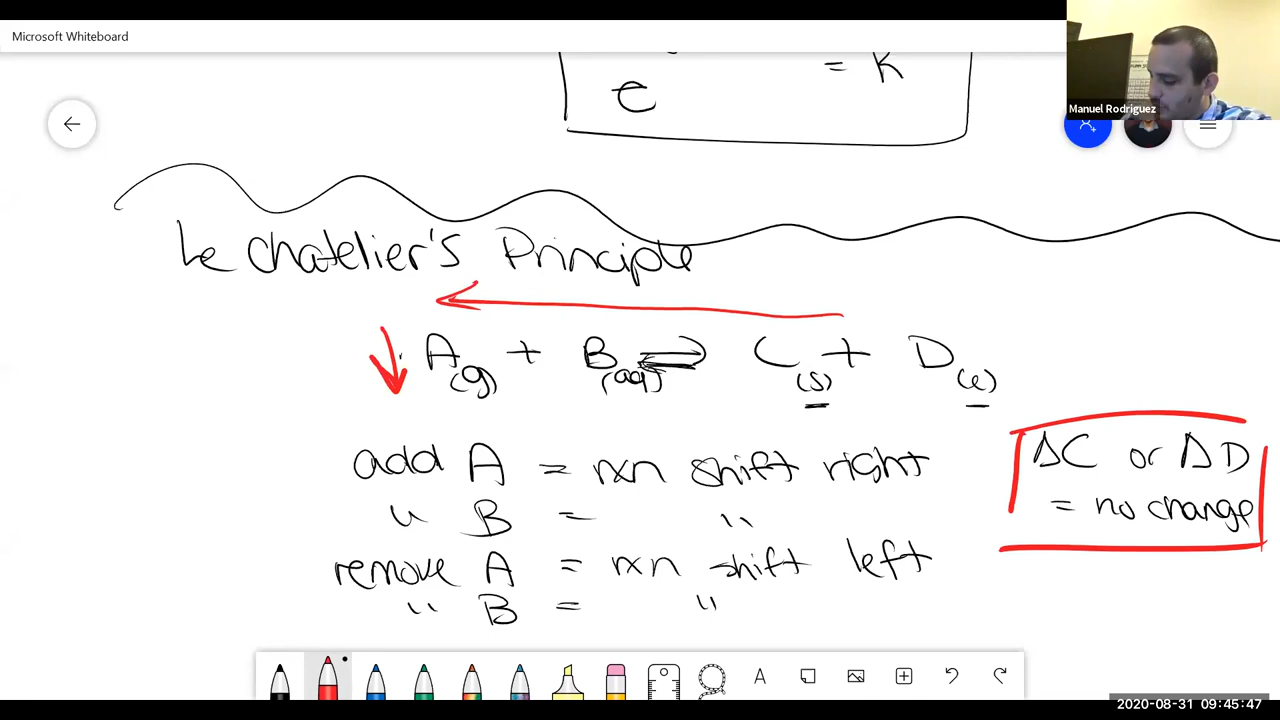 Microsoft Whiteboard
= K
e
Manuel Rodriguez
Le Chatelier's Principle
A(g) + B(aq) ⇌ C(s) + D(ℓ)
add A = rxn shift right
" B = "
remove A = rxn shift left
" B = "
ΔC or ΔD
= no change
A
2020-08-31 09:45:47